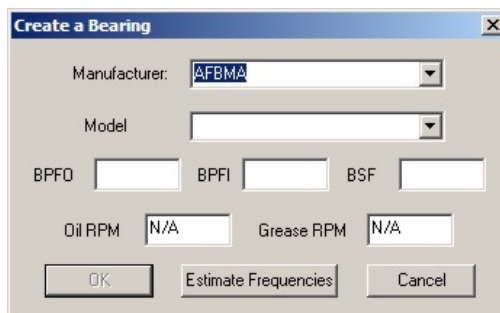 Create a Bearing
Manufacturer: AFBMA
Model
BPFO BPFI BSF
Oil RPM N/A Grease RPM N/A
OK Estimate Frequencies Cancel